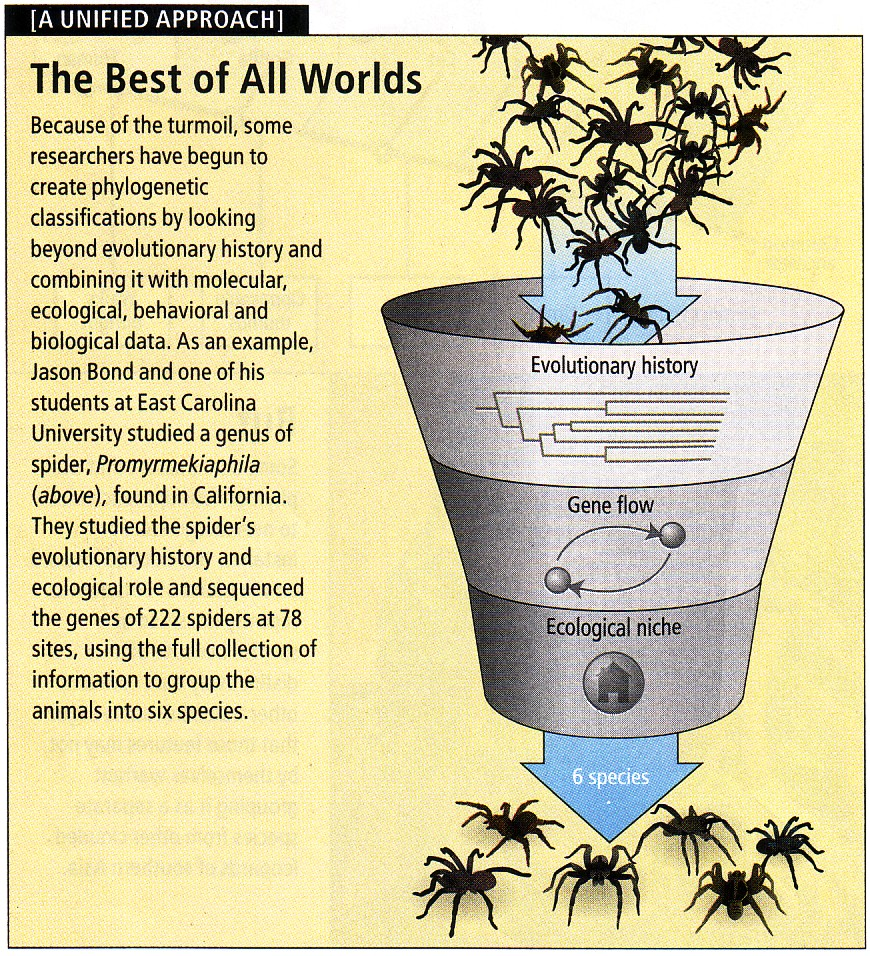 [A UNIFIED APPROACH]
The Best of All Worlds
Because of the turmoil, some
researchers have begun to
create phylogenetic
classifications by looking
beyond evolutionary history and
combining it with molecular,
ecological, behavioral and
biological data. As an example,
Jason Bond and one of his
students at East Carolina
University studied a genus of
spider, Promyrmekiaphila
(above), found in California.
They studied the spider's
evolutionary history and
ecological role and sequenced
the genes of 222 spiders at 78
sites, using the full collection of
information to group the
animals into six species.
Evolutionary history
Gene flow
Ecological niche
6 species